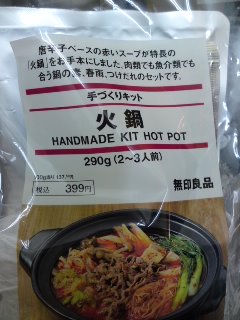 唐辛子ベースの赤いスープが特長の
「火鍋」をお手本にしました。肉類でも魚介類でも
合う鍋の素、春雨、つけだれのセットです。
手づくりキット
火鍋
HANDMADE KIT HOT POT
290g(2~3人前)
税込 399円
無印良品